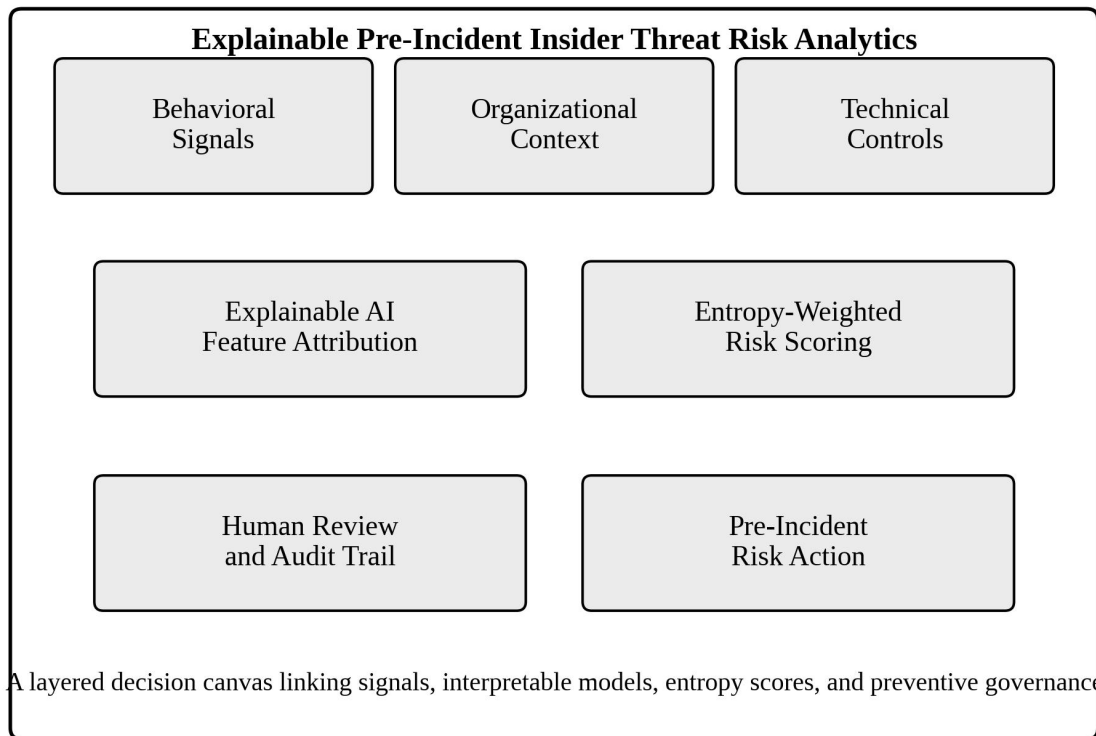 Explainable Pre-Incident Insider Threat Risk Analytics
Behavioral
Signals
Organizational
Context
Technical
Controls
Explainable AI
Feature Attribution
Entropy-Weighted
Risk Scoring
Human Review
and Audit Trail
Pre-Incident
Risk Action
A layered decision canvas linking signals, interpretable models, entropy scores, and preventive governance